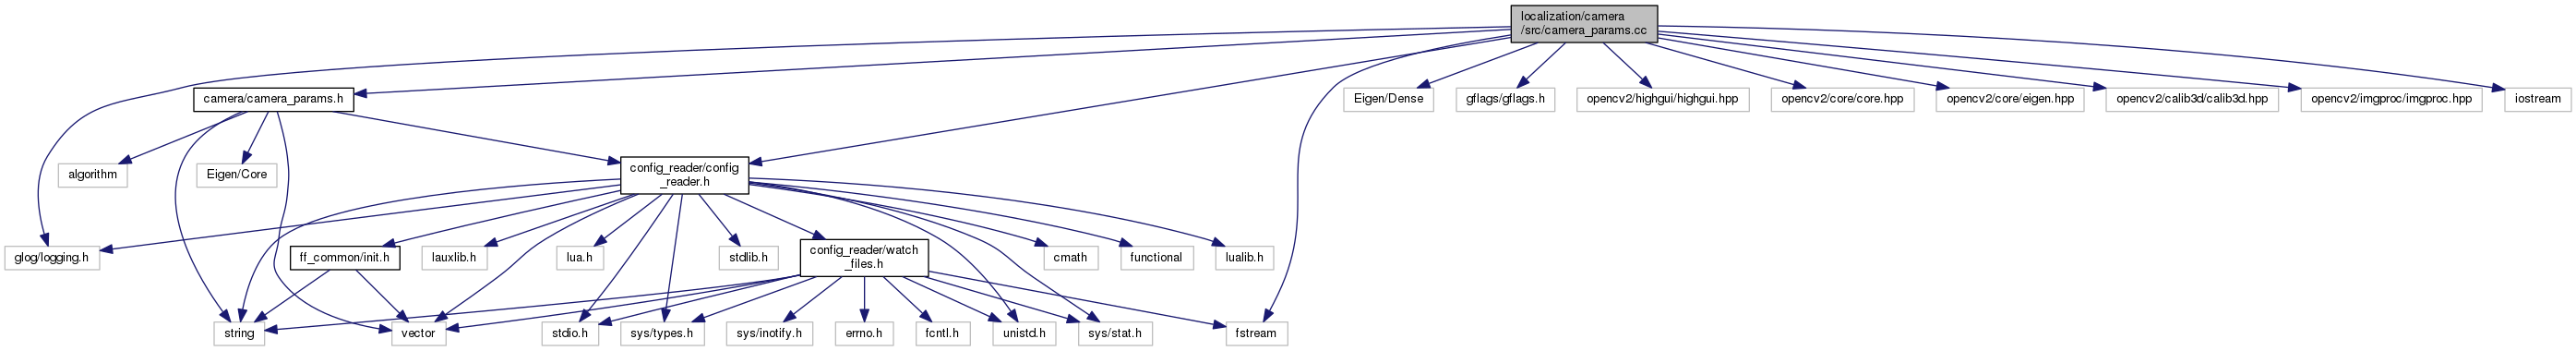 localization/camera
/src/camera_params.cc
camera/camera_params.h
Eigen/Dense
gflags/gflags.h
opencv2/highgui/highgui.hpp
opencv2/core/core.hpp
opencv2/core/eigen.hpp
opencv2/calib3d/calib3d.hpp
opencv2/imgproc/imgproc.hpp
iostream
algorithm
Eigen/Core
config_reader/config
_reader.h
glog/logging.h
ff_common/init.h
lauxlib.h
lua.h
stdlib.h
config_reader/watch
_files.h
cmath
functional
lualib.h
string
vector
stdio.h
sys/types.h
sys/inotify.h
errno.h
fcntl.h
unistd.h
sys/stat.h
fstream